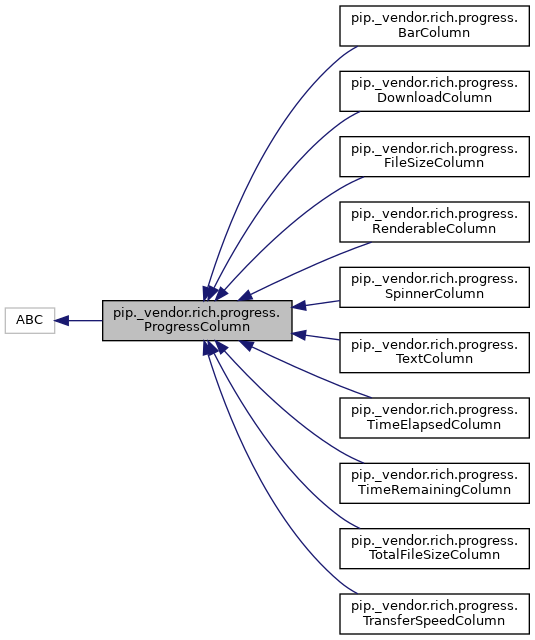 pip._vendor.rich.progress.
BarColumn
pip._vendor.rich.progress.
DownloadColumn
pip._vendor.rich.progress.
FileSizeColumn
pip._vendor.rich.progress.
RenderableColumn
pip._vendor.rich.progress.
SpinnerColumn
ABC
pip._vendor.rich.progress.
ProgressColumn
pip._vendor.rich.progress.
TextColumn
pip._vendor.rich.progress.
TimeElapsedColumn
pip._vendor.rich.progress.
TimeRemainingColumn
pip._vendor.rich.progress.
TotalFileSizeColumn
pip._vendor.rich.progress.
TransferSpeedColumn